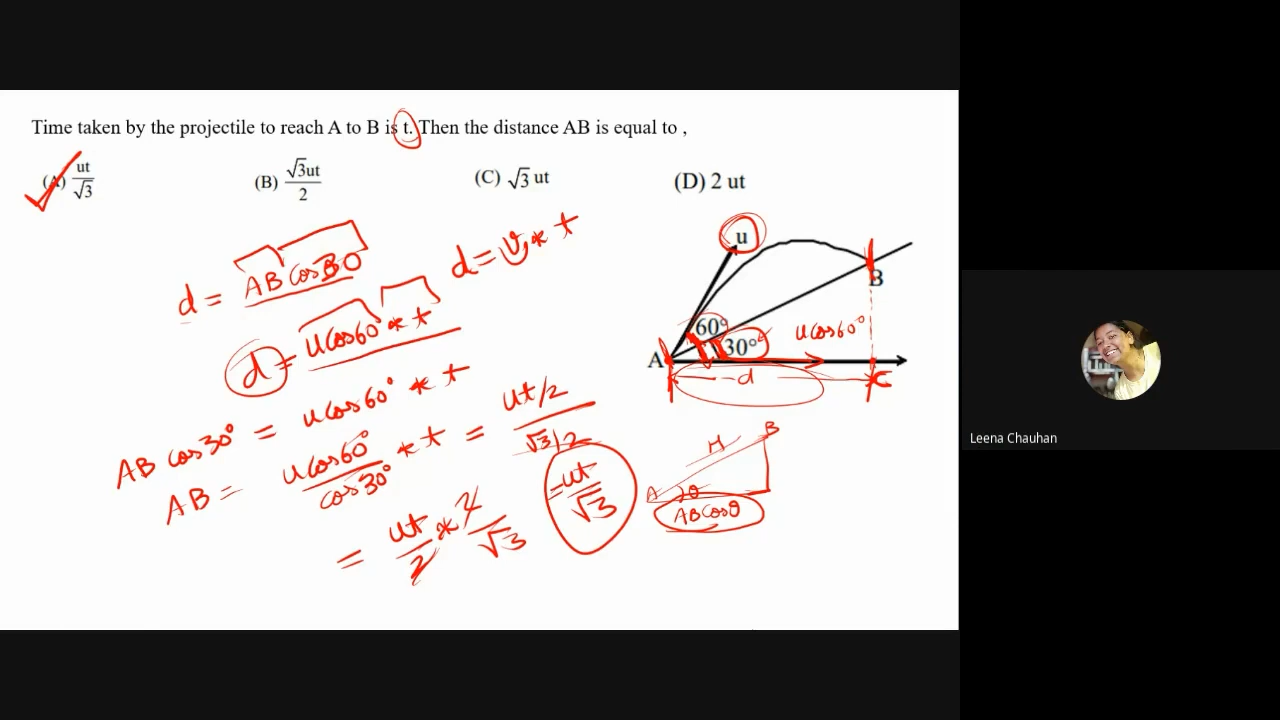 Time taken by the projectile to reach A to B is t. Then the distance AB is equal to ,
(A) ut/√3 (B) √3ut/2 (C) √3 ut (D) 2 ut
d = AB cos30 d = v * t
d = ucos60° * t
AB cos30° = ucos60° * t
AB = ucos60°/cos30° * t = ut/2 / √3/2
= ut/2 * 2/√3 = ut/√3
u
B
60°
30°
ucos60°
A
d
C
B
H
A θ
ABcosθ
Leena Chauhan